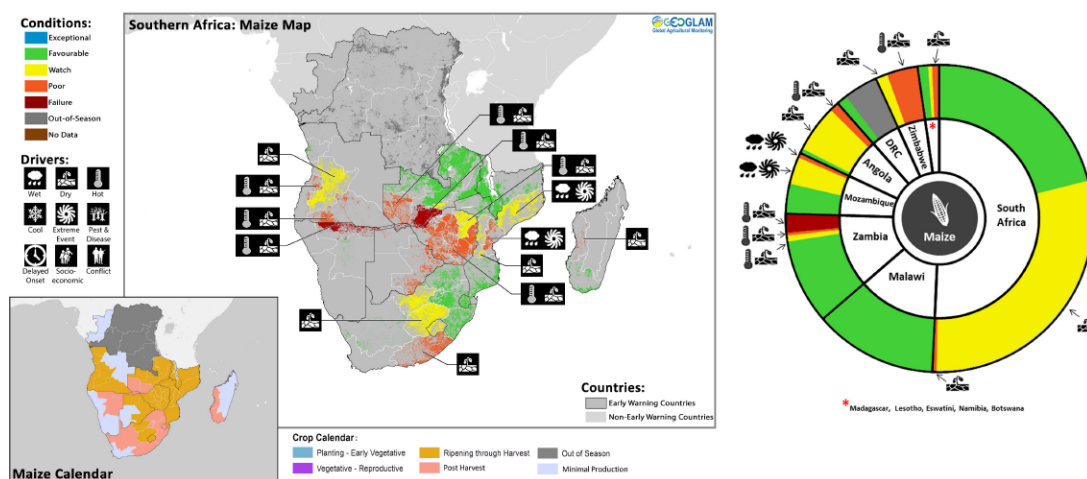 Conditions:
Exceptional
Favourable
Watch
Poor
Failure
Out-of-Season
No Data
Drivers:
Wet
Dry
Hot
Cool
Extreme
Event
Pest &
Disease
Delayed
Onset
Socio-
economic
Conflict
Southern Africa: Maize Map
GEOGLAM
Global Agricultural Monitoring
Countries:
Early Warning Countries
Non-Early Warning Countries
Maize Calendar
Crop Calendar:
Planting - Early Vegetative
Vegetative - Reproductive
Ripening through Harvest
Post Harvest
Out of Season
Minimal Production
Maize
South
Africa
Malawi
Zambia
Mozambique
Angola
DRC
Zimbabwe
*
* Madagascar, Lesotho, Eswatini, Namibia, Botswana